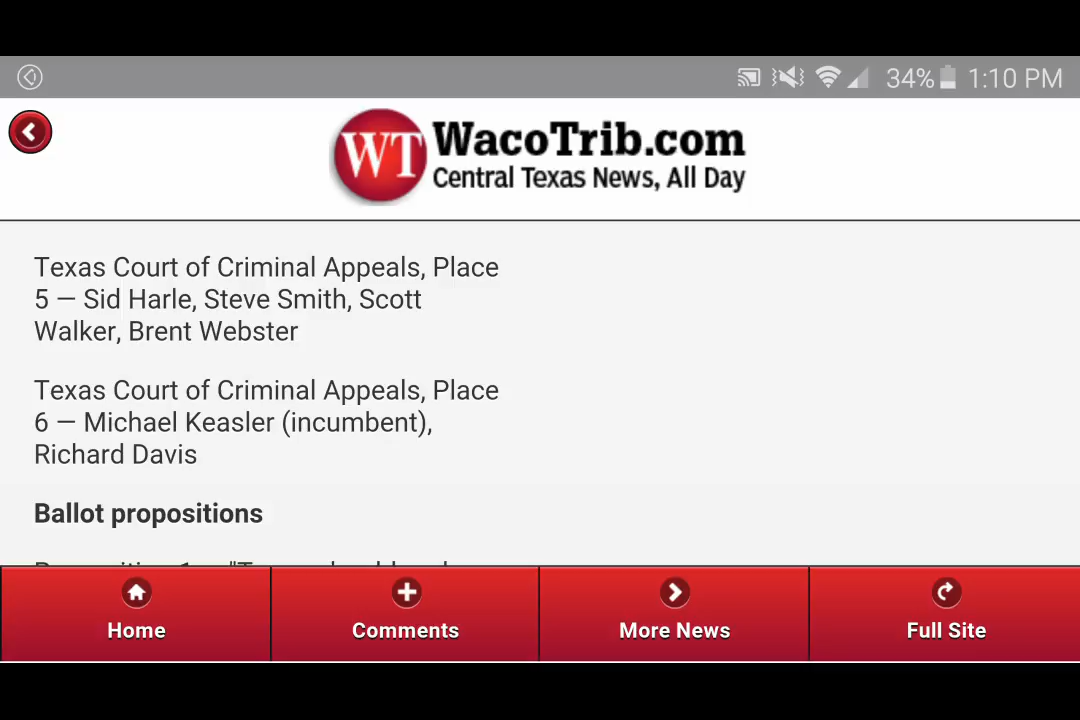 34% 1:10 PM
WT WacoTrib.com
Central Texas News, All Day
Texas Court of Criminal Appeals, Place
5 — Sid Harle, Steve Smith, Scott
Walker, Brent Webster
Texas Court of Criminal Appeals, Place
6 — Michael Keasler (incumbent),
Richard Davis
Ballot propositions
Home Comments More News Full Site